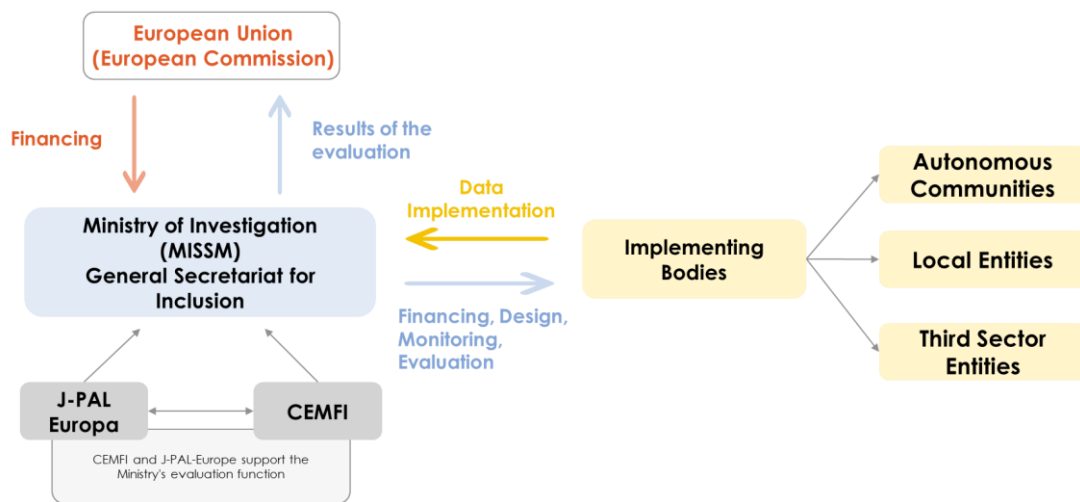 European Union
(European Commission)
Financing
Results of the
evaluation
Ministry of Investigation
(MISSM)
General Secretariat for
Inclusion
Data
Implementation
Financing, Design,
Monitoring,
Evaluation
Implementing
Bodies
Autonomous
Communities
Local Entities
Third Sector
Entities
J-PAL
Europa
CEMFI
CEMFI and J-PAL-Europe support the
Ministry's evaluation function